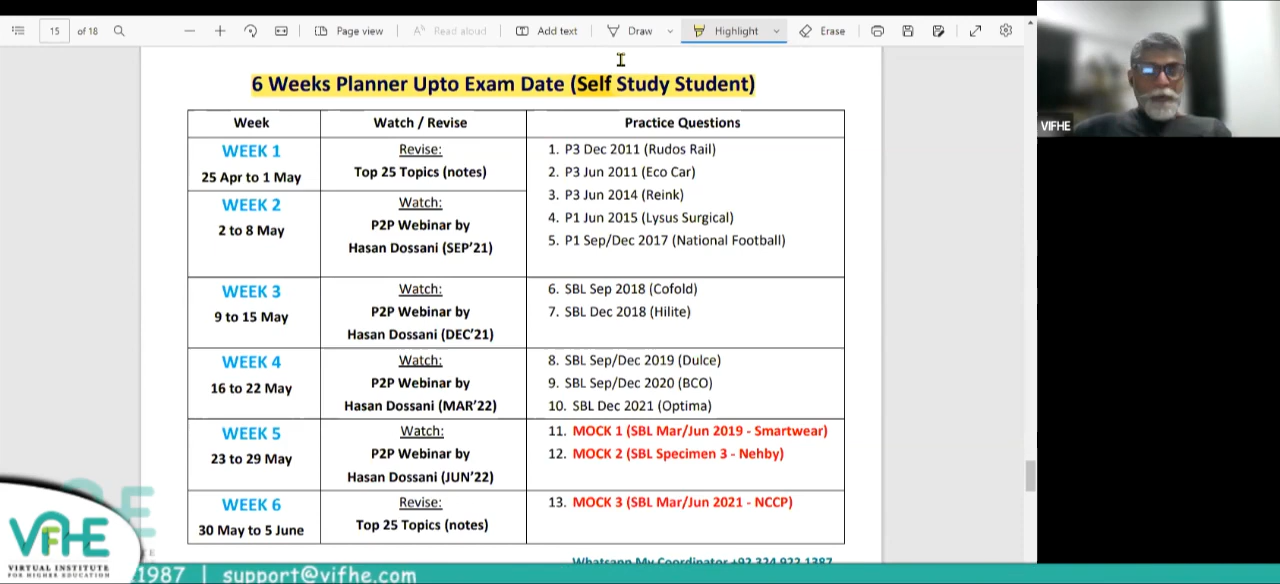 15 of 18 Page view Read aloud Add text Draw Highlight Erase
VIFHE
6 Weeks Planner Upto Exam Date (Self Study Student)
Week Watch / Revise Practice Questions
WEEK 1
25 Apr to 1 May
Revise:
Top 25 Topics (notes)
1. P3 Dec 2011 (Rudos Rail)
2. P3 Jun 2011 (Eco Car)
3. P3 Jun 2014 (Reink)
4. P1 Jun 2015 (Lysus Surgical)
5. P1 Sep/Dec 2017 (National Football)
WEEK 2
2 to 8 May
Watch:
P2P Webinar by
Hasan Dossani (SEP'21)
WEEK 3
9 to 15 May
Watch:
P2P Webinar by
Hasan Dossani (DEC'21)
6. SBL Sep 2018 (Cofold)
7. SBL Dec 2018 (Hilite)
WEEK 4
16 to 22 May
Watch:
P2P Webinar by
Hasan Dossani (MAR'22)
8. SBL Sep/Dec 2019 (Dulce)
9. SBL Sep/Dec 2020 (BCO)
10. SBL Dec 2021 (Optima)
WEEK 5
23 to 29 May
Watch:
P2P Webinar by
Hasan Dossani (JUN'22)
11. MOCK 1 (SBL Mar/Jun 2019 - Smartwear)
12. MOCK 2 (SBL Specimen 3 - Nehby)
WEEK 6
30 May to 5 June
Revise:
Top 25 Topics (notes)
13. MOCK 3 (SBL Mar/Jun 2021 - NCCP)
Whatsapp My Coordinator +92 324 922 1387
VIFHE
VIRTUAL INSTITUTE
FOR HIGHER EDUCATION
1987 | support@vifhe.com